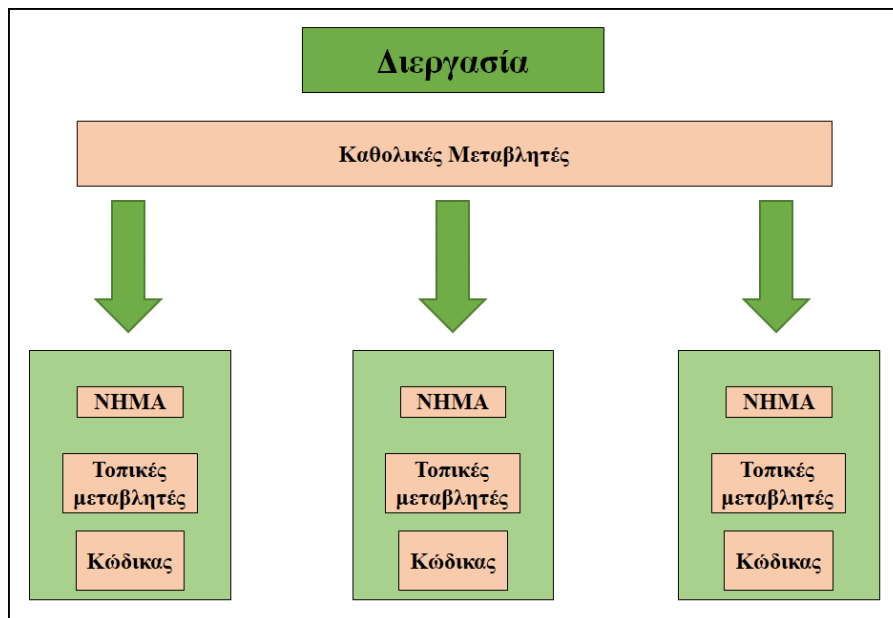 Διεργασία
Καθολικές Μεταβλητές
ΝΗΜΑ
Τοπικές
μεταβλητές
Κώδικας
ΝΗΜΑ
Τοπικές
μεταβλητές
Κώδικας
ΝΗΜΑ
Τοπικές
μεταβλητές
Κώδικας